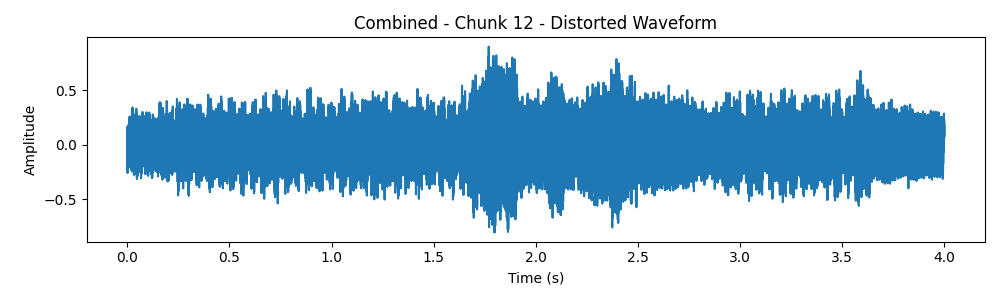 Combined - Chunk 12 - Distorted Waveform
Amplitude
0.5
0.0
−0.5
0.0 0.5 1.0 1.5 2.0 2.5 3.0 3.5 4.0
Time (s)